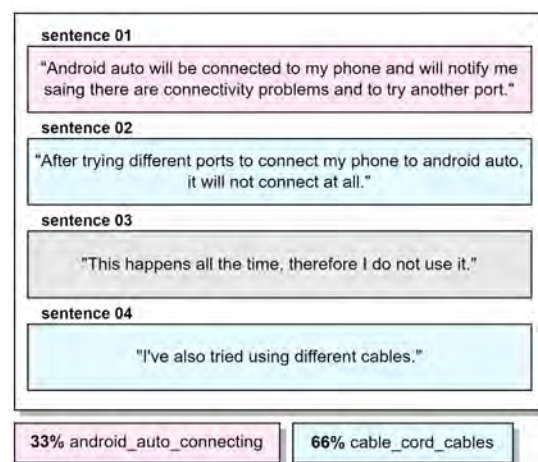 sentence 01
"Android auto will be connected to my phone and will notify me
saing there are connectivity problems and to try another port."
sentence 02
"After trying different ports to connect my phone to android auto,
it will not connect at all."
sentence 03
"This happens all the time, therefore I do not use it."
sentence 04
"I've also tried using different cables."
33% android_auto_connecting
66% cable_cord_cables